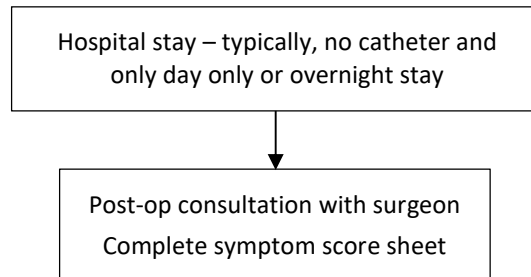 Hospital stay – typically, no catheter and
only day only or overnight stay
Post-op consultation with surgeon
Complete symptom score sheet